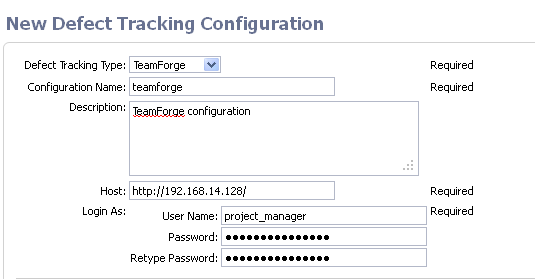 New Defect Tracking Configuration
Defect Tracking Type: TeamForge Required
Configuration Name: teamforge Required
Description: TeamForge configuration
Host: http://192.168.14.128/ Required
Login As: User Name: project_manager Required
Password: ●●●●●●●●●●●●●●●
Retype Password: ●●●●●●●●●●●●●●●